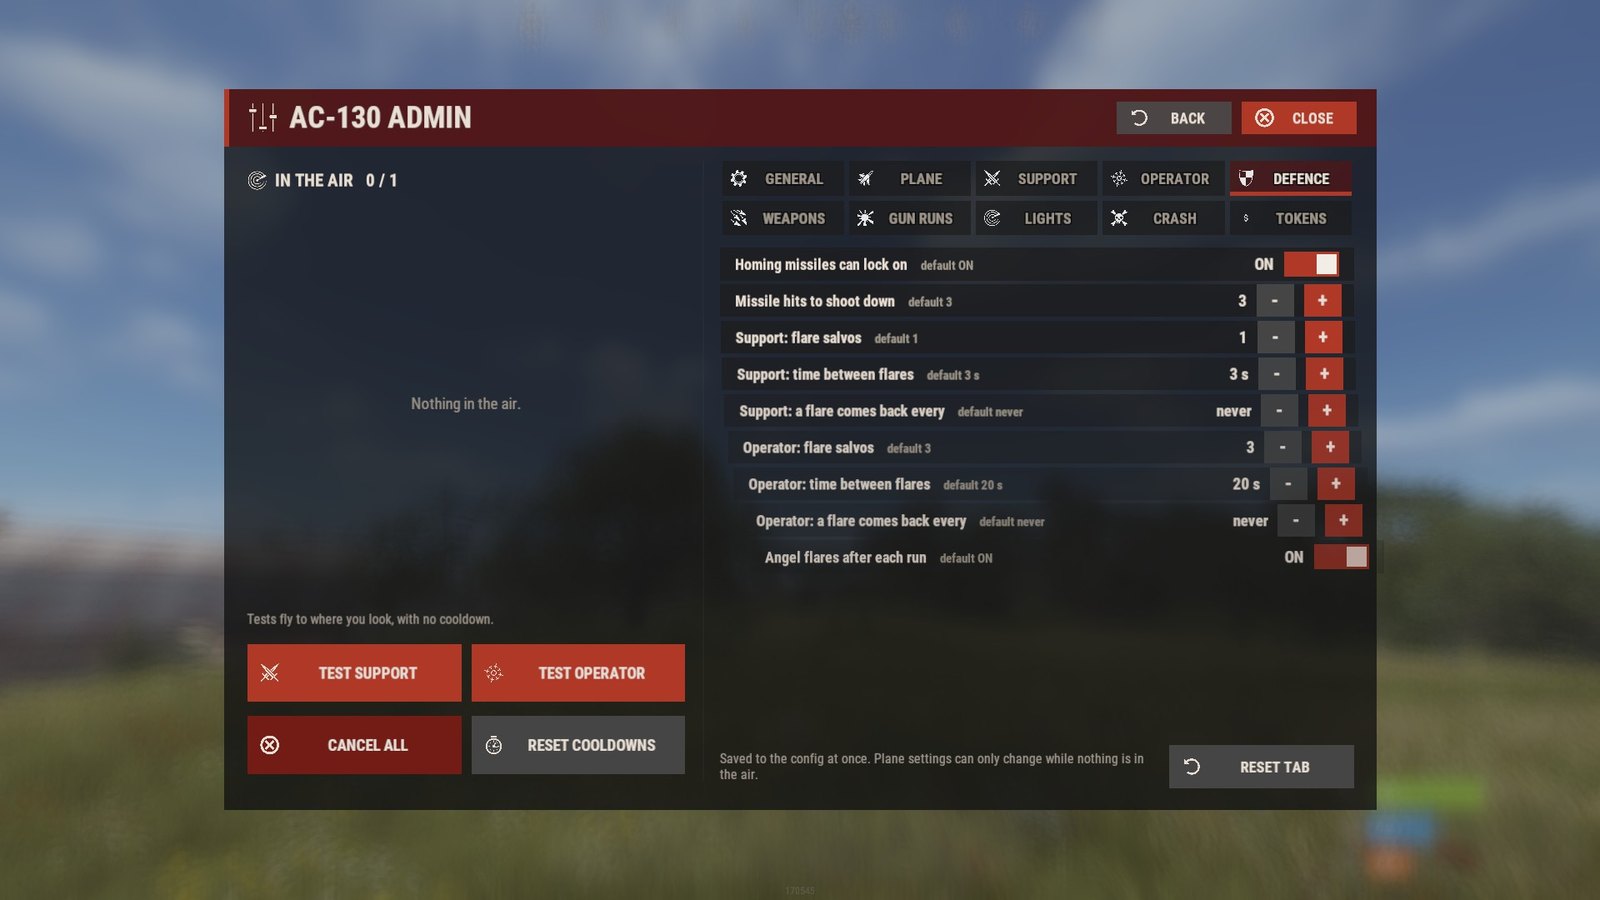 AC-130 ADMIN
BACK
CLOSE
IN THE AIR 0 / 1
GENERAL
PLANE
SUPPORT
OPERATOR
DEFENCE
WEAPONS
GUN RUNS
LIGHTS
CRASH
$ TOKENS
Homing missiles can lock on default ON ON
Missile hits to shoot down default 3 3 - +
Support: flare salvos default 1 1 - +
Support: time between flares default 3 s 3 s - +
Support: a flare comes back every default never never - +
Operator: flare salvos default 3 3 - +
Operator: time between flares default 20 s 20 s - +
Operator: a flare comes back every default never never - +
Angel flares after each run default ON ON
Nothing in the air.
Tests fly to where you look, with no cooldown.
TEST SUPPORT
TEST OPERATOR
CANCEL ALL
RESET COOLDOWNS
Saved to the config at once. Plane settings can only change while nothing is in
the air.
RESET TAB
170545